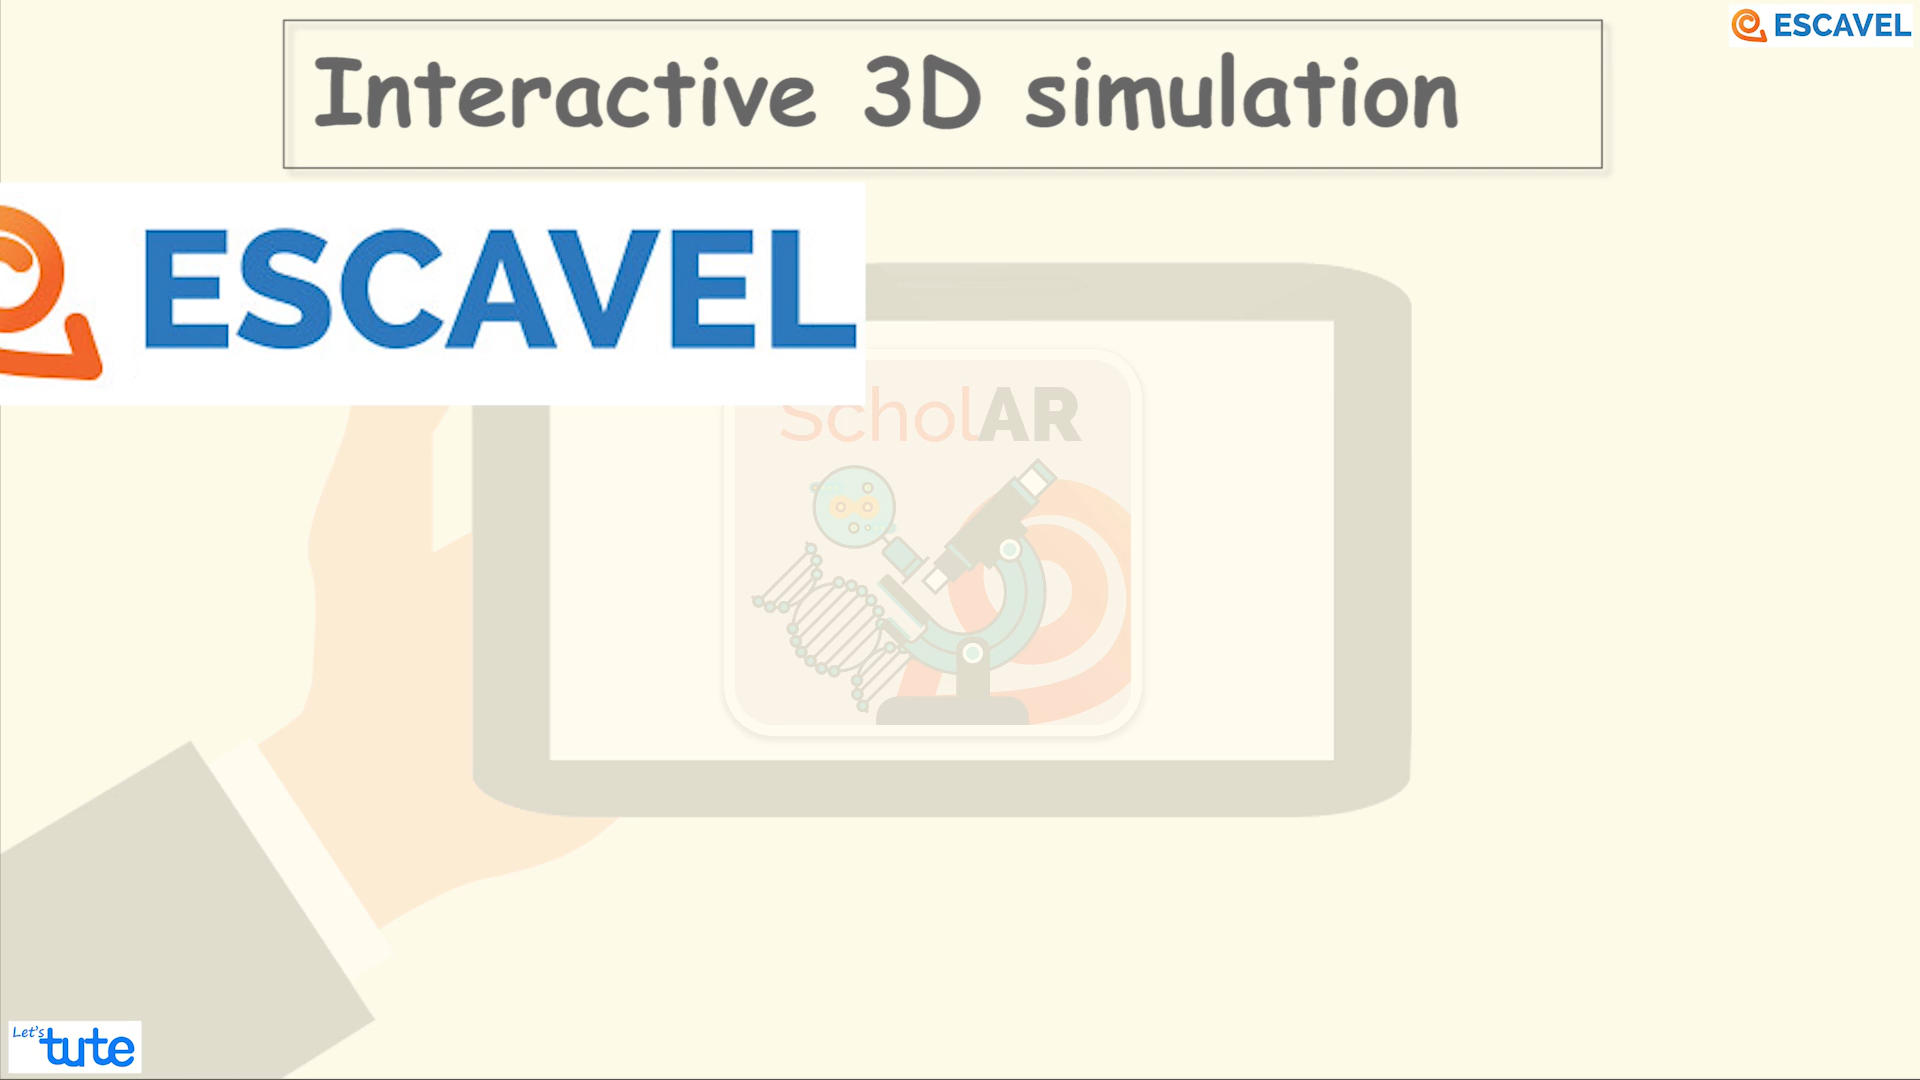 Interactive 3D simulation
ESCAVEL
ESCAVEL
ScholAR
Let's
tute